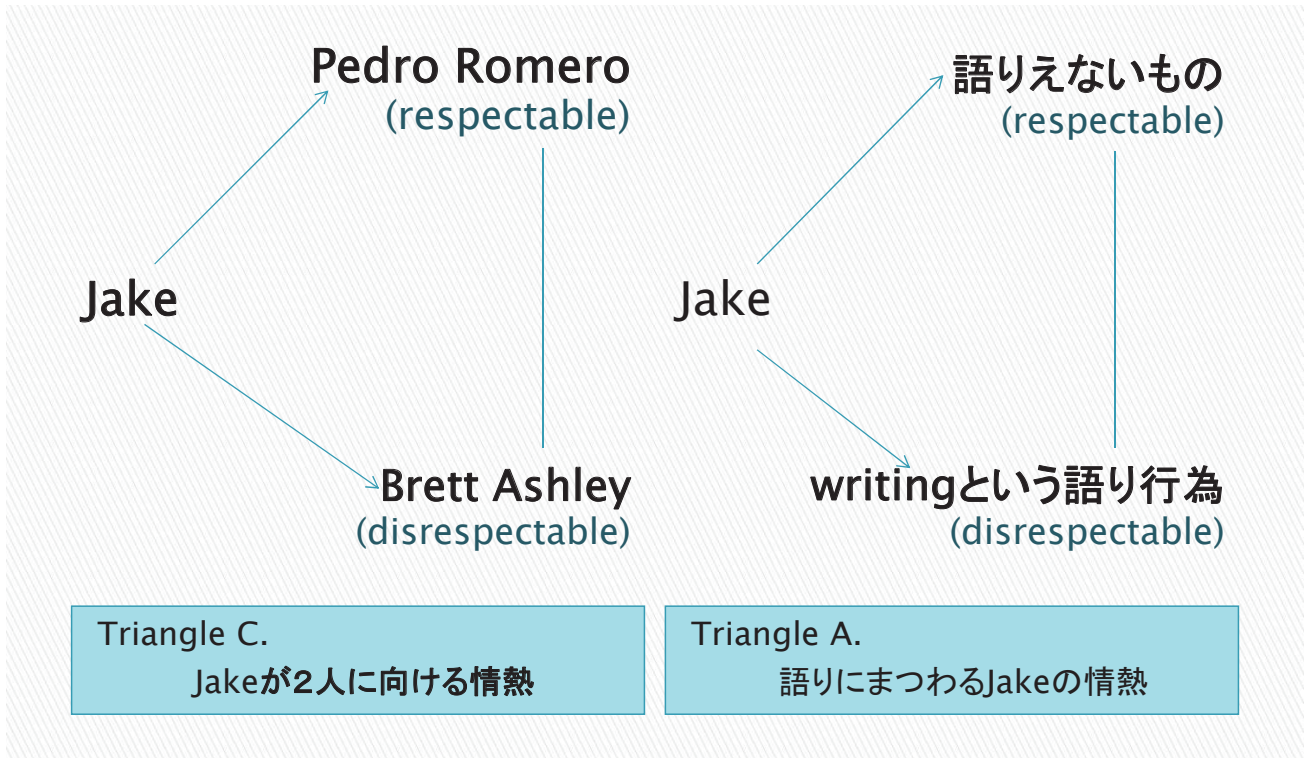 Pedro Romero
(respectable)
Jake
Brett Ashley
(disrespectable)
Triangle C.
Jakeが２人に向ける情熱
語りえないもの
(respectable)
Jake
writingという語り行為
(disrespectable)
Triangle A.
語りにまつわるJakeの情熱